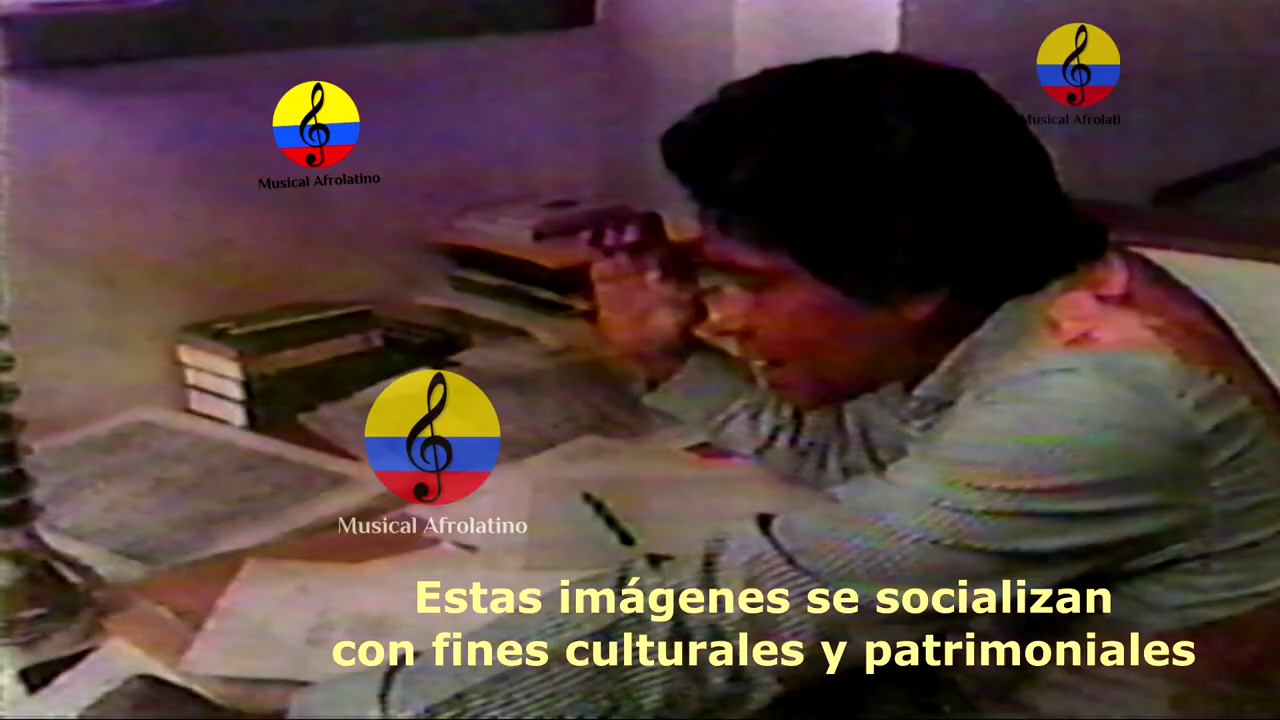 Musical Afrolati
Musical Afrolatino
Musical Afrolatino
Estas imágenes se socializan
con fines culturales y patrimoniales